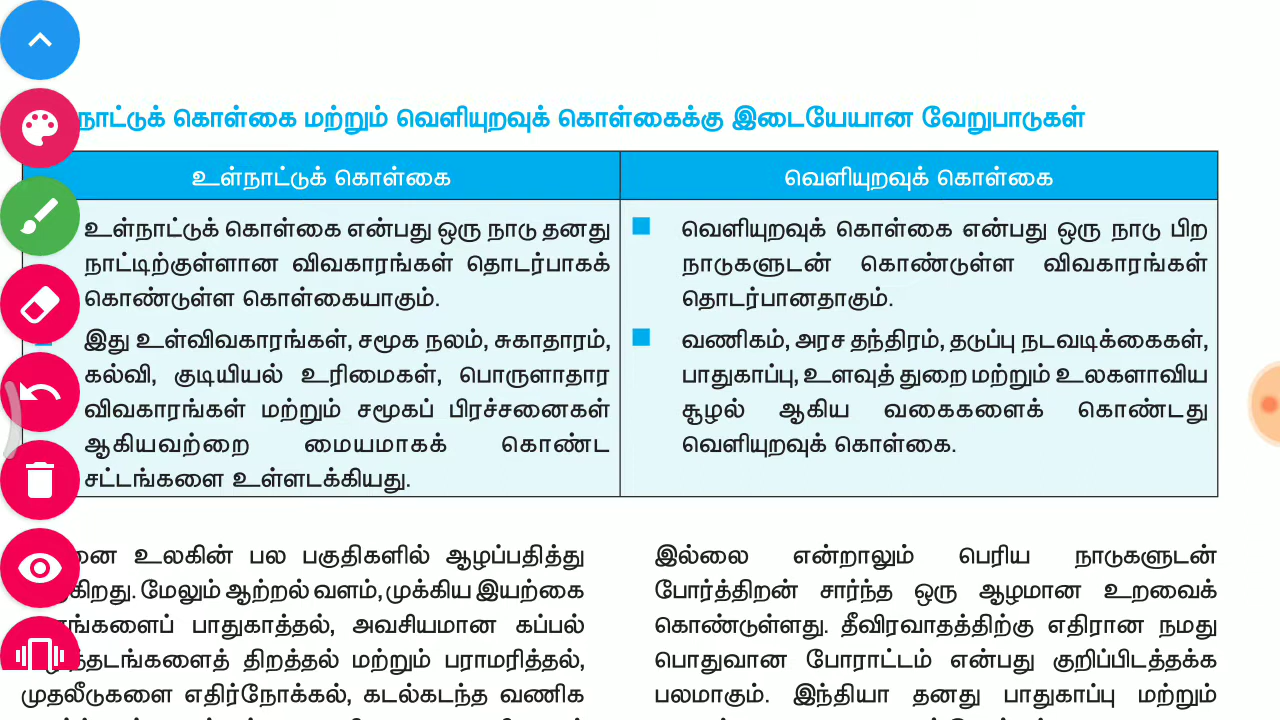 நாட்டுக் கொள்கை மற்றும் வெளியுறவுக் கொள்கைக்கு இடையேயான வேறுபாடுகள்
உள்நாட்டுக் கொள்கை
உள்நாட்டுக் கொள்கை என்பது ஒரு நாடு தனது
நாட்டிற்குள்ளான விவகாரங்கள் தொடர்பாகக்
கொண்டுள்ள கொள்கையாகும்.
இது உள்விவகாரங்கள், சமூக நலம், சுகாதாரம்,
கல்வி, குடியியல் உரிமைகள், பொருளாதார
விவகாரங்கள் மற்றும் சமூகப் பிரச்சனைகள்
ஆகியவற்றை மையமாகக் கொண்ட
சட்டங்களை உள்ளடக்கியது.
வெளியுறவுக் கொள்கை
வெளியுறவுக் கொள்கை என்பது ஒரு நாடு பிற
நாடுகளுடன் கொண்டுள்ள விவகாரங்கள்
தொடர்பானதாகும்.
வணிகம், அரச தந்திரம், தடுப்பு நடவடிக்கைகள்,
பாதுகாப்பு, உளவுத் துறை மற்றும் உலகளாவிய
சூழல் ஆகிய வகைகளைக் கொண்டது
வெளியுறவுக் கொள்கை.
உலகின் பல பகுதிகளில் ஆழப்பதித்து
மேலும் ஆற்றல் வளம், முக்கிய இயற்கை
பாதுகாத்தல், அவசியமான கப்பல்
திறத்தல் மற்றும் பராமரித்தல்,
முதலீடுகளை எதிர்நோக்கல், கடல்கடந்த வணிக
இல்லை என்றாலும் பெரிய நாடுகளுடன்
போர்த்திறன் சார்ந்த ஒரு ஆழமான உறவைக்
கொண்டுள்ளது. தீவிரவாதத்திற்கு எதிரான நமது
பொதுவான போராட்டம் என்பது குறிப்பிடத்தக்க
பலமாகும். இந்தியா தனது பாதுகாப்பு மற்றும்